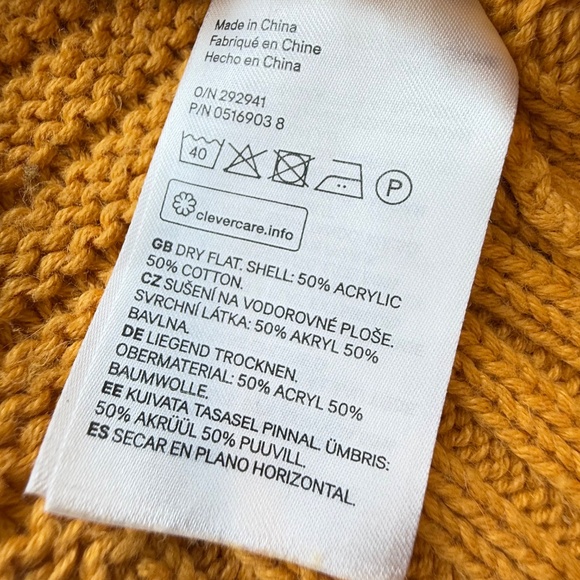 Made in China
Fabriqué en Chine
Hecho en China
O/N 292941
P/N 0516903 8
40 P
clevercare.info
GB DRY FLAT. SHELL: 50% ACRYLIC
50% COTTON.
CZ SUŠENÍ NA VODOROVNÉ PLOŠE.
SVRCHNÍ LÁTKA: 50% AKRYL 50%
BAVLNA.
DE LIEGEND TROCKNEN.
OBERMATERIAL: 50% ACRYL 50%
BAUMWOLLE.
EE KUIVATA TASASEL PINNAL. ÜMBRIS:
50% AKRÜÜL 50% PUUVILL.
ES SECAR EN PLANO HORIZONTAL.